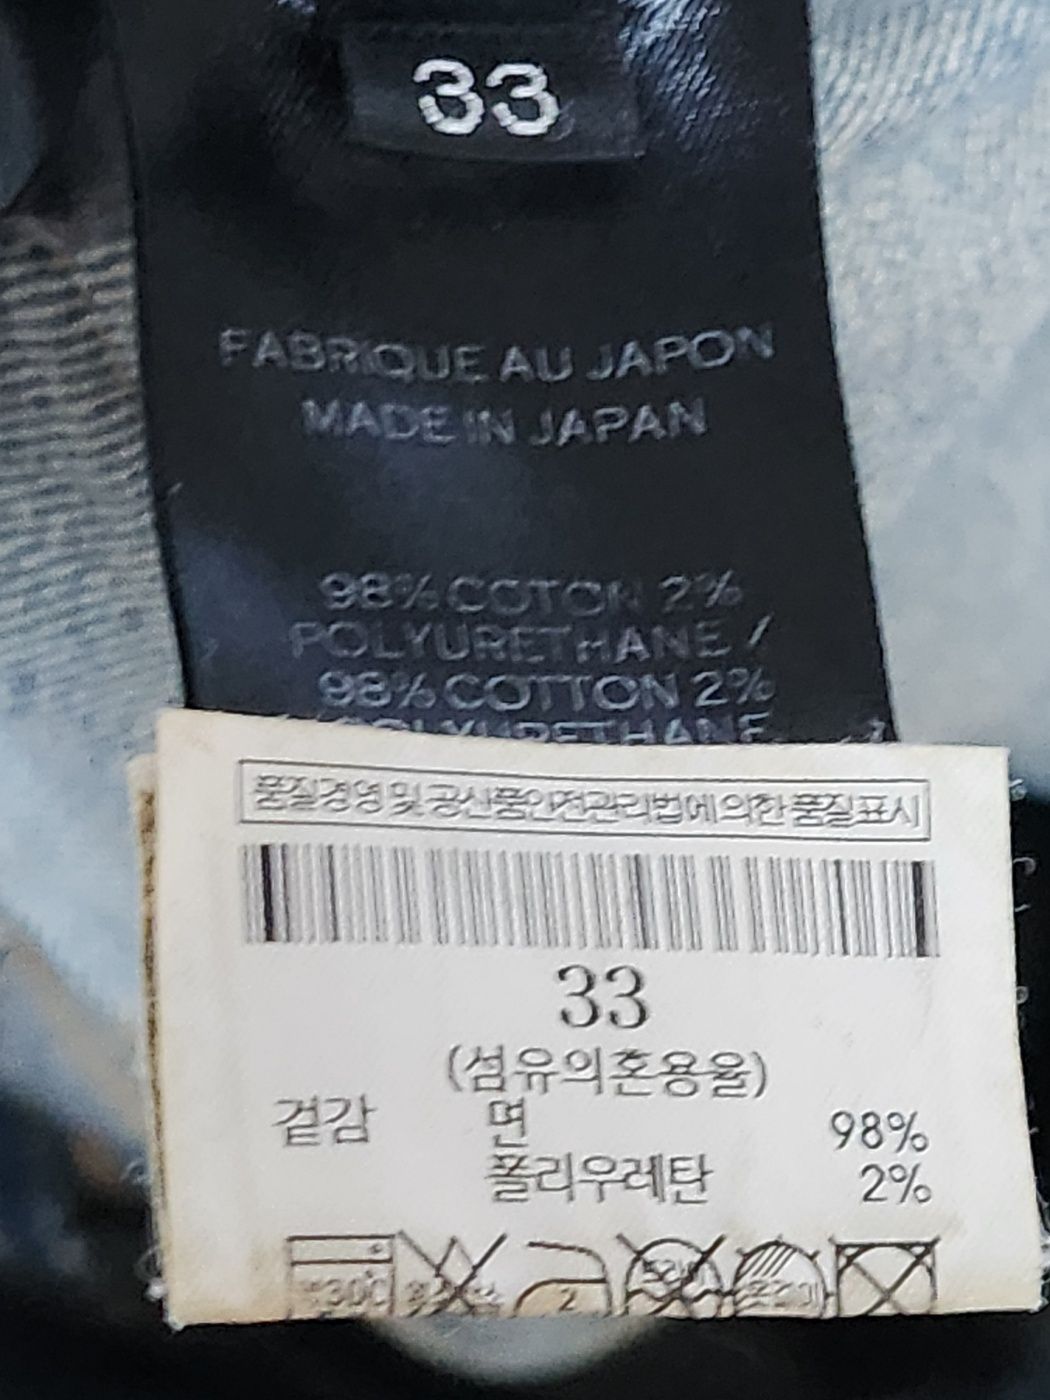 33
FABRIQUE AU JAPON
MADE IN JAPAN
98% COTON 2%
POLYURETHANE /
98% COTTON 2%
POLYURETHANE
품질경영 및 공산품안전관리법에 의한 품질표시
33
(섬유의혼용율)
겉감 면 98%
폴리우레탄 2%
2